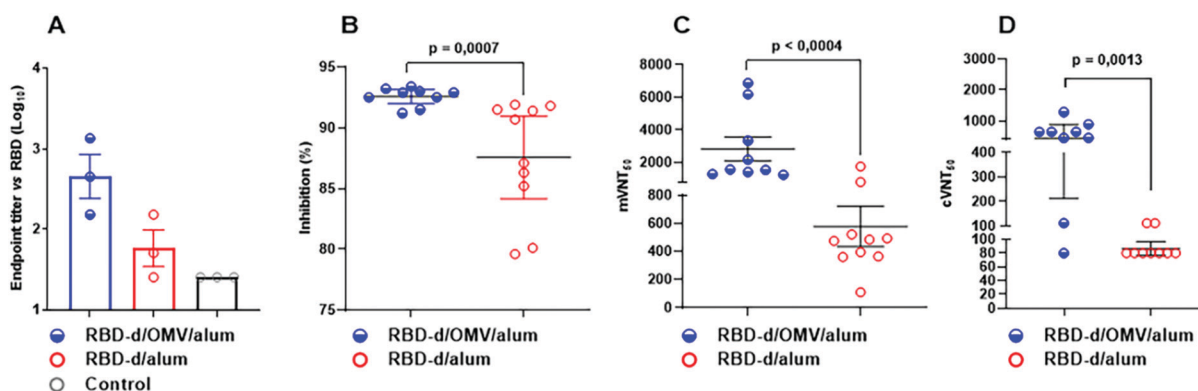 A
Endpoint titer vs RBD (Log10)
4
3
2
1
RBD-d/OMV/alum
RBD-d/alum
Control
B
p = 0,0007
Inhibition (%)
95
90
85
80
75
RBD-d/OMV/alum
RBD-d/alum
C
p < 0,0004
mVNT50
8000
6000
4000
2000
800
600
400
200
0
RBD-d/OMV/alum
RBD-d/alum
D
p = 0,0013
cVNT50
3000
2000
1000
400
300
200
100
100
80
60
40
20
0
RBD-d/OMV/alum
RBD-d/alum